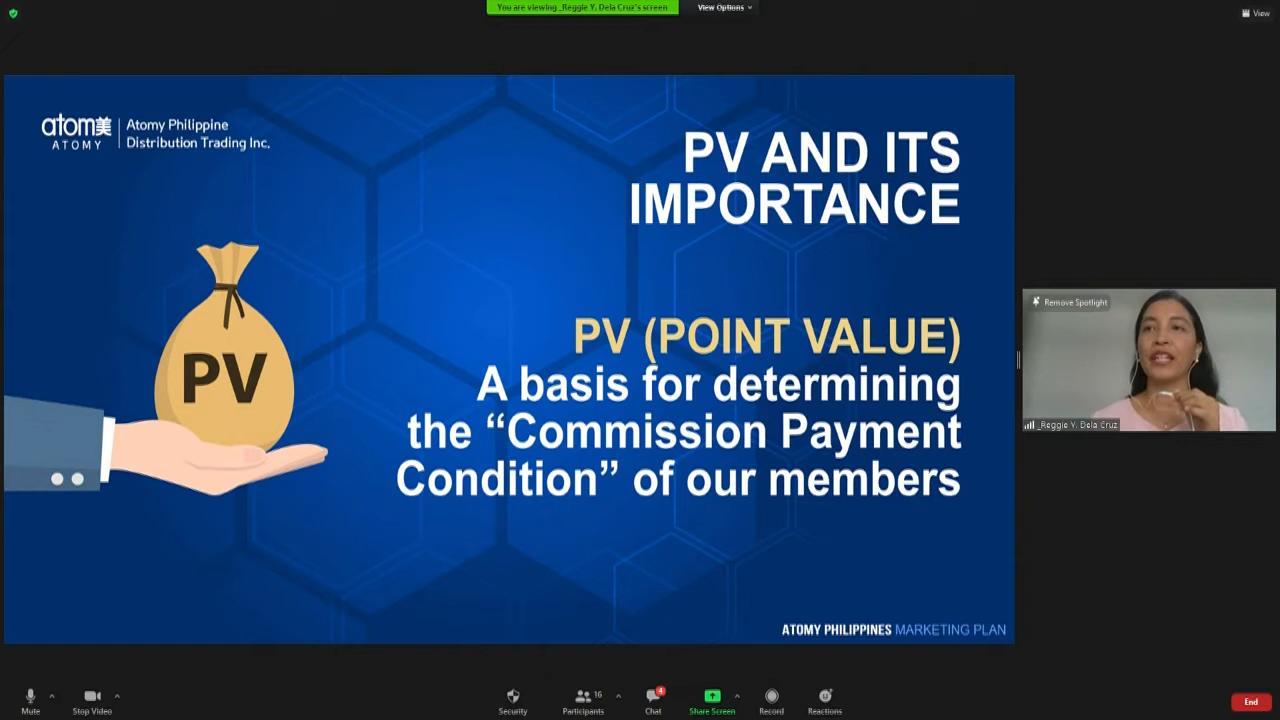 You are viewing _Reggie Y. Dela Cruz's screen
View Options
View
atom美
ATOMY
Atomy Philippine
Distribution Trading Inc.
PV AND ITS
IMPORTANCE
PV
PV (POINT VALUE)
A basis for determining
the “Commission Payment
Condition” of our members
ATOMY PHILIPPINES MARKETING PLAN
Remove Spotlight
_Reggie Y. Dela Cruz
Mute
Stop Video
Security
16
Participants
4
Chat
Share Screen
Record
Reactions
End